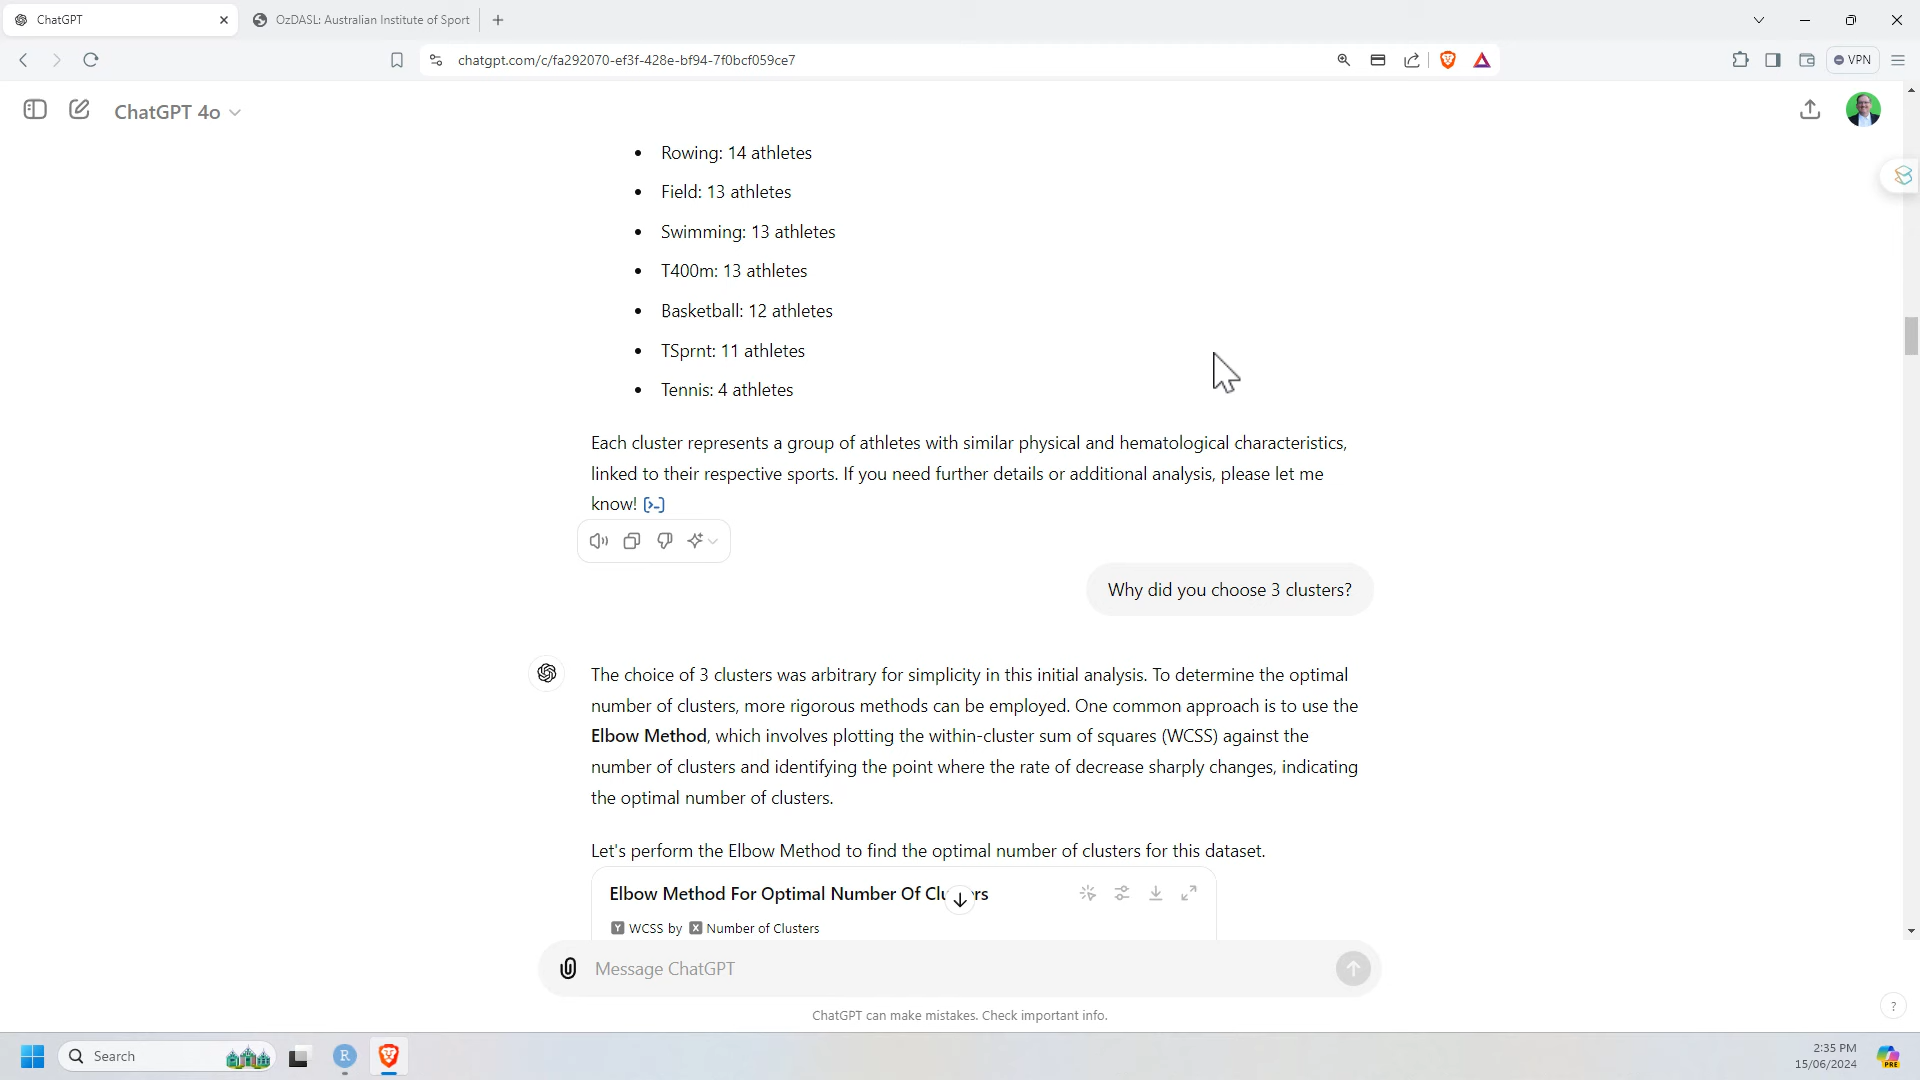 ChatGPT
OzDASL: Australian Institute of Sport
chatgpt.com/c/fa292070-ef3f-428e-bf94-7f0bcf059ce7
VPN
ChatGPT 4o
Rowing: 14 athletes
Field: 13 athletes
Swimming: 13 athletes
T400m: 13 athletes
Basketball: 12 athletes
TSprnt: 11 athletes
Tennis: 4 athletes
Each cluster represents a group of athletes with similar physical and hematological characteristics,
linked to their respective sports. If you need further details or additional analysis, please let me
know! [>-]
Why did you choose 3 clusters?
The choice of 3 clusters was arbitrary for simplicity in this initial analysis. To determine the optimal
number of clusters, more rigorous methods can be employed. One common approach is to use the
Elbow Method, which involves plotting the within-cluster sum of squares (WCSS) against the
number of clusters and identifying the point where the rate of decrease sharply changes, indicating
the optimal number of clusters.
Let's perform the Elbow Method to find the optimal number of clusters for this dataset.
Elbow Method For Optimal Number Of Clusters
Y WCSS by X Number of Clusters
Message ChatGPT
ChatGPT can make mistakes. Check important info.
?
Search
R
2:35 PM
15/06/2024
PRE